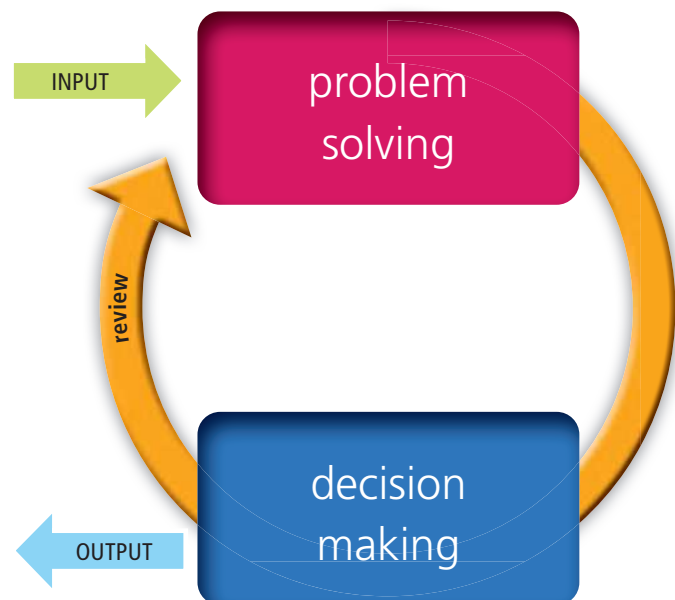 INPUT
problem
solving
review
decision
making
OUTPUT